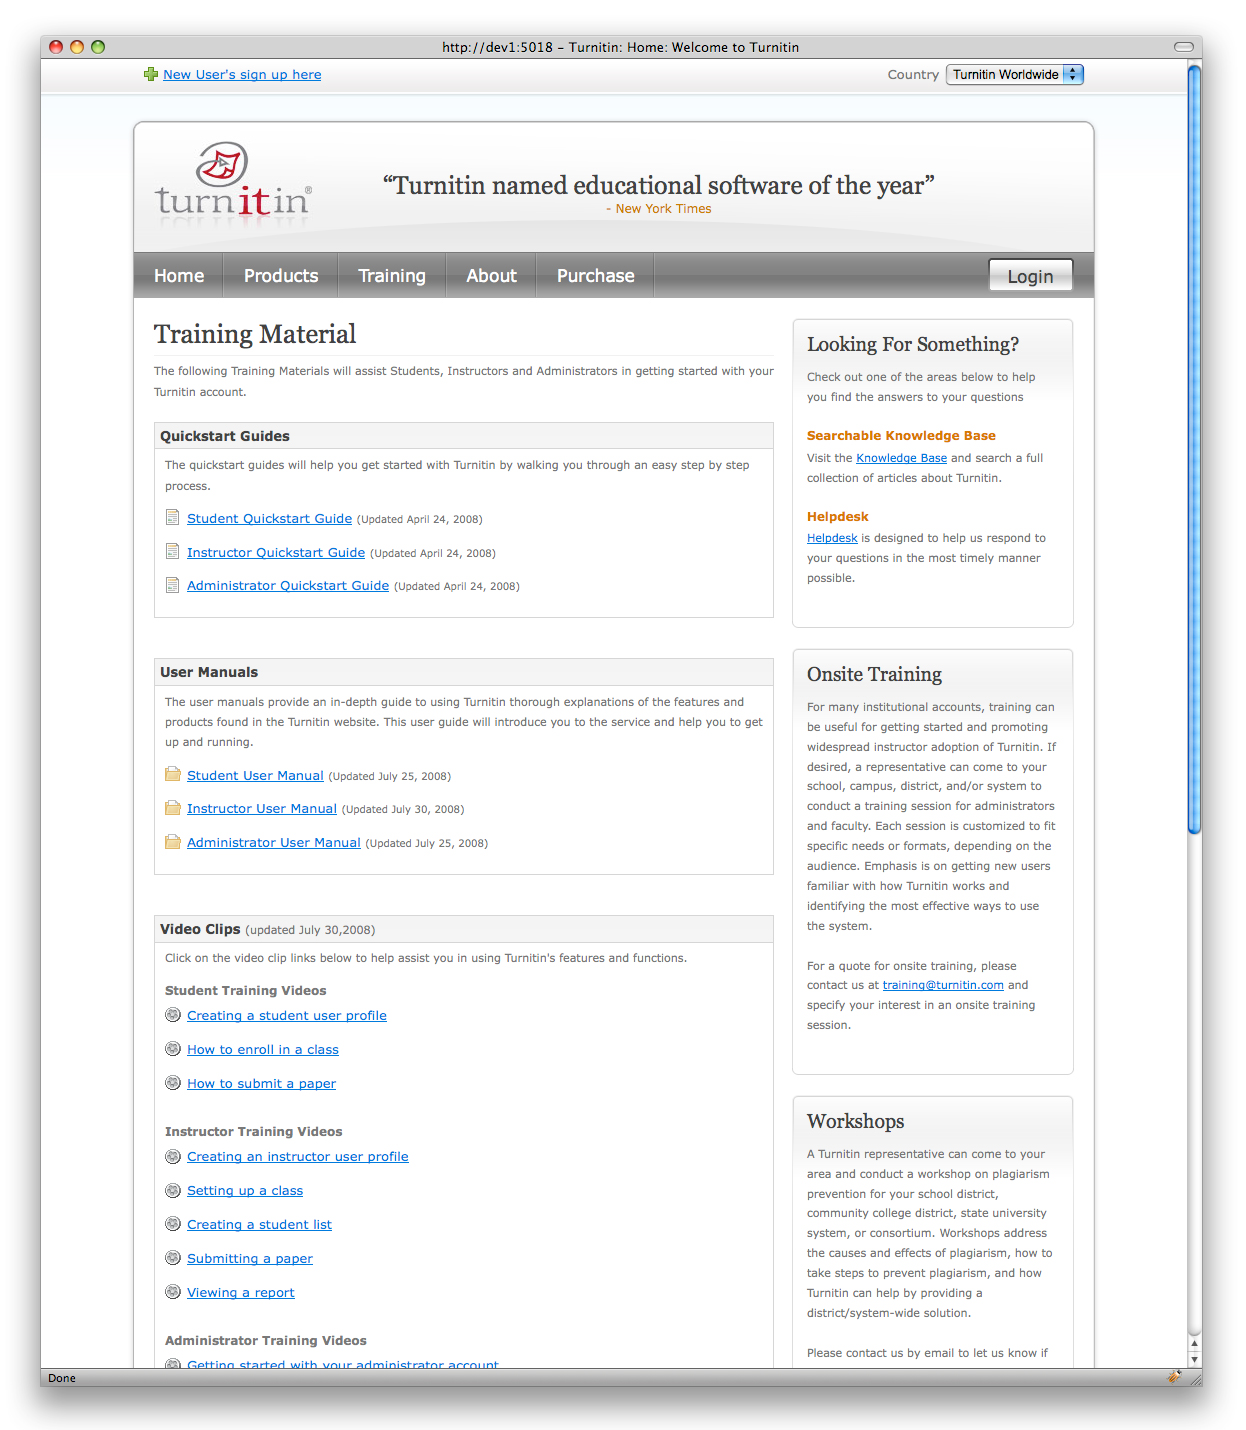 http://dev1:5018 – Turnitin: Home: Welcome to Turnitin
New User's sign up here
Country
Turnitin Worldwide
turnitin®
“Turnitin named educational software of the year”
- New York Times
Home
Products
Training
About
Purchase
Login
Training Material
The following Training Materials will assist Students, Instructors and Administrators in getting started with your
Turnitin account.
Quickstart Guides
The quickstart guides will help you get started with Turnitin by walking you through an easy step by step
process.
Student Quickstart Guide (Updated April 24, 2008)
Instructor Quickstart Guide (Updated April 24, 2008)
Administrator Quickstart Guide (Updated April 24, 2008)
User Manuals
The user manuals provide an in-depth guide to using Turnitin thorough explanations of the features and
products found in the Turnitin website. This user guide will introduce you to the service and help you to get
up and running.
Student User Manual (Updated July 25, 2008)
Instructor User Manual (Updated July 30, 2008)
Administrator User Manual (Updated July 25, 2008)
Video Clips (updated July 30,2008)
Click on the video clip links below to help assist you in using Turnitin's features and functions.
Student Training Videos
Creating a student user profile
How to enroll in a class
How to submit a paper
Instructor Training Videos
Creating an instructor user profile
Setting up a class
Creating a student list
Submitting a paper
Viewing a report
Administrator Training Videos
Getting started with your administrator account
Looking For Something?
Check out one of the areas below to help
you find the answers to your questions
Searchable Knowledge Base
Visit the Knowledge Base and search a full
collection of articles about Turnitin.
Helpdesk
Helpdesk is designed to help us respond to
your questions in the most timely manner
possible.
Onsite Training
For many institutional accounts, training can
be useful for getting started and promoting
widespread instructor adoption of Turnitin. If
desired, a representative can come to your
school, campus, district, and/or system to
conduct a training session for administrators
and faculty. Each session is customized to fit
specific needs or formats, depending on the
audience. Emphasis is on getting new users
familiar with how Turnitin works and
identifying the most effective ways to use
the system.
For a quote for onsite training, please
contact us at training@turnitin.com and
specify your interest in an onsite training
session.
Workshops
A Turnitin representative can come to your
area and conduct a workshop on plagiarism
prevention for your school district,
community college district, state university
system, or consortium. Workshops address
the causes and effects of plagiarism, how to
take steps to prevent plagiarism, and how
Turnitin can help by providing a
district/system-wide solution.
Please contact us by email to let us know if
Done